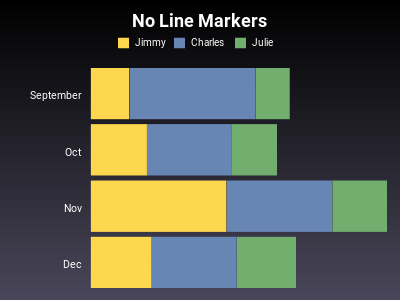 No Line Markers
Jimmy Charles Julie
September
Oct
Nov
Dec